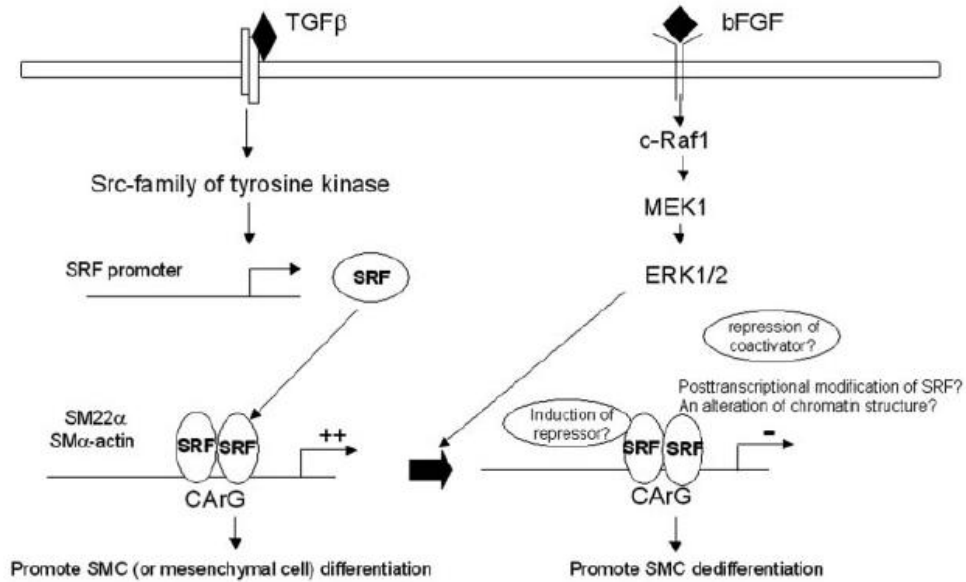 TGFβ
bFGF
c-Raf1
Src-family of tyrosine kinase
MEK1
SRF promoter
SRF
ERK1/2
repression of
coactivator?
Posttranscriptional modification of SRF?
An alteration of chromatin structure?
SM22α
SMα-actin
SRF
SRF
++
CArG
Induction of
repressor?
SRF
SRF
-
CArG
Promote SMC (or mesenchymal cell) differentiation
Promote SMC dedifferentiation